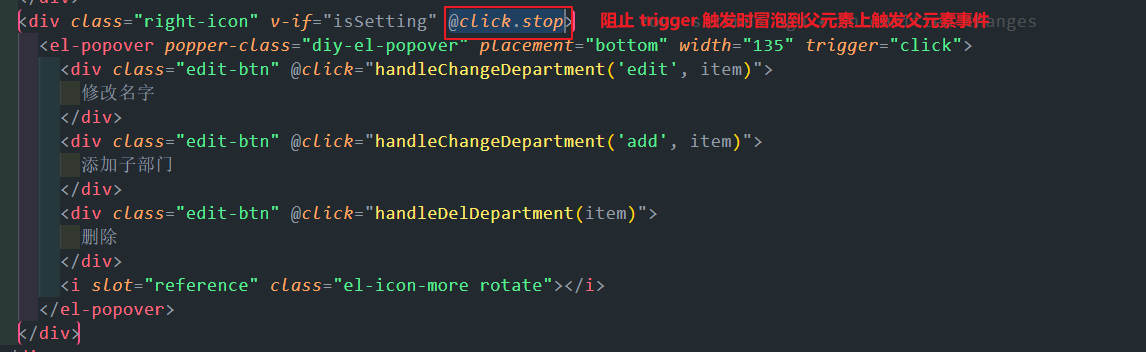 </div>
<div class="right-icon" v-if="isSetting" @click.stop> 阻止 trigger 触发时冒泡到父元素上触发父元素事件 changes
<el-popover popper-class="diy-el-popover" placement="bottom" width="135" trigger="click">
<div class="edit-btn" @click="handleChangeDepartment('edit', item)">
修改名字
</div>
<div class="edit-btn" @click="handleChangeDepartment('add', item)">
添加子部门
</div>
<div class="edit-btn" @click="handleDelDepartment(item)">
删除
</div>
<i slot="reference" class="el-icon-more rotate"></i>
</el-popover>
</div>